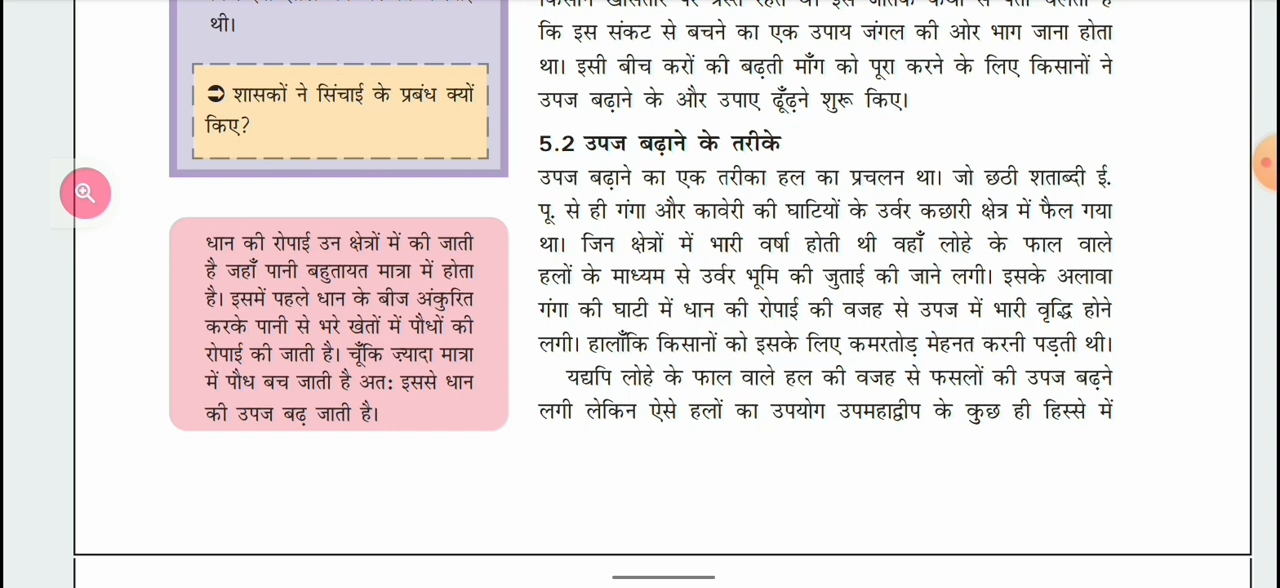 थी।
➲ शासकों ने सिंचाई के प्रबंध क्यों
किए?
धान की रोपाई उन क्षेत्रों में की जाती
है जहाँ पानी बहुतायत मात्रा में होता
है। इसमें पहले धान के बीज अंकुरित
करके पानी से भरे खेतों में पौधों की
रोपाई की जाती है। चूँकि ज़्यादा मात्रा
में पौध बच जाती है अत: इससे धान
की उपज बढ़ जाती है।
कि इस संकट से बचने का एक उपाय जंगल की ओर भाग जाना होता
था। इसी बीच करों की बढ़ती माँग को पूरा करने के लिए किसानों ने
उपज बढ़ाने के और उपाए ढूँढ़ने शुरू किए।
5.2 उपज बढ़ाने के तरीके
उपज बढ़ाने का एक तरीका हल का प्रचलन था। जो छठी शताब्दी ई.
पू. से ही गंगा और कावेरी की घाटियों के उर्वर कछारी क्षेत्र में फैल गया
था। जिन क्षेत्रों में भारी वर्षा होती थी वहाँ लोहे के फाल वाले
हलों के माध्यम से उर्वर भूमि की जुताई की जाने लगी। इसके अलावा
गंगा की घाटी में धान की रोपाई की वजह से उपज में भारी वृद्धि होने
लगी। हालाँकि किसानों को इसके लिए कमरतोड़ मेहनत करनी पड़ती थी।
यद्यपि लोहे के फाल वाले हल की वजह से फसलों की उपज बढ़ने
लगी लेकिन ऐसे हलों का उपयोग उपमहाद्वीप के कुछ ही हिस्से में